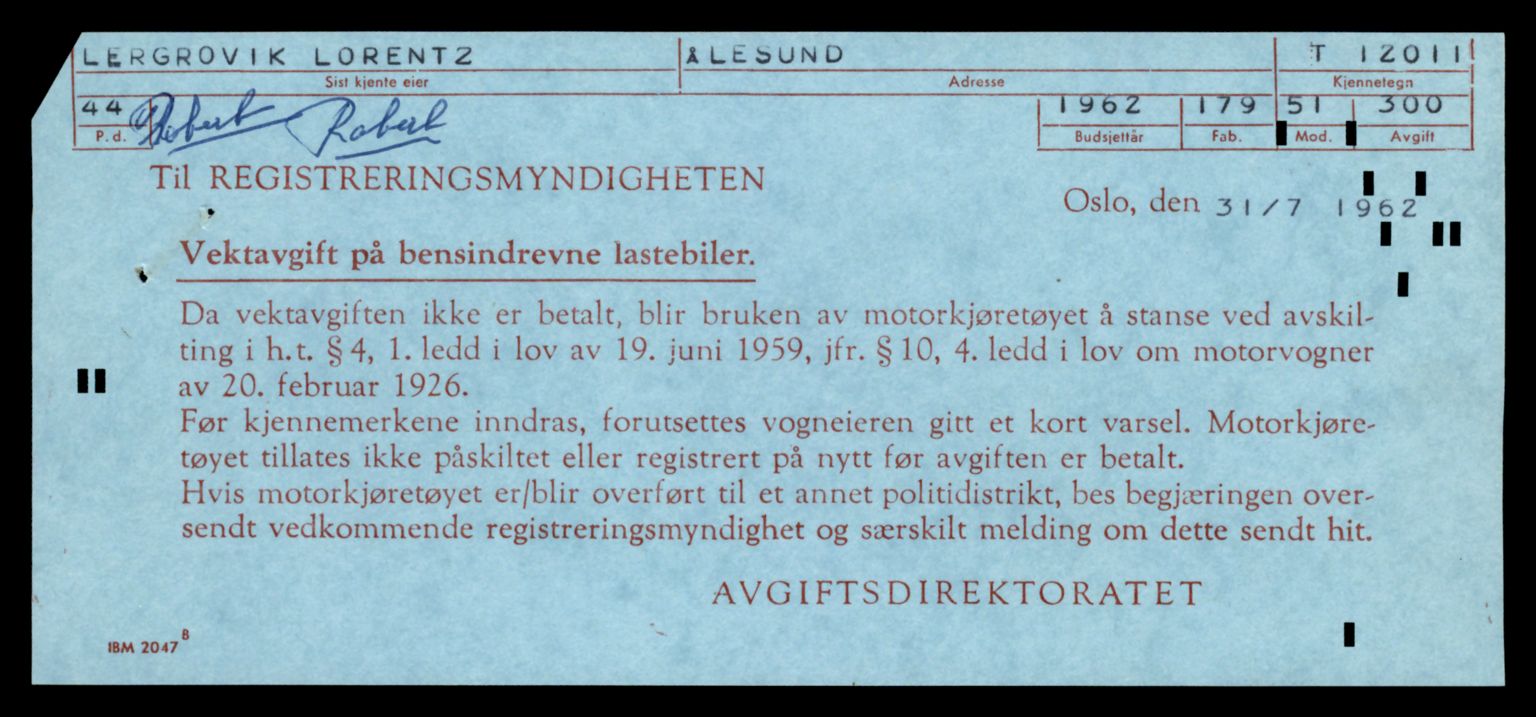 LERGROVIK LORENTZ ÅLESUND T 12011
Sist kjente eier Adresse Kjennetegn
44 Robert Robert 1962 179 51 300
P.d. Budsjettår Fab. Mod. Avgift
Til REGISTRERINGSMYNDIGHETEN
Oslo, den 31/7 1962
Vektavgift på bensindrevne lastebiler.
Da vektavgiften ikke er betalt, blir bruken av motorkjøretøyet å stanse ved avskil-
ting i h.t. § 4, 1. ledd i lov av 19. juni 1959, jfr. § 10, 4. ledd i lov om motorvogner
av 20. februar 1926.
Før kjennemerkene inndras, forutsettes vogneieren gitt et kort varsel. Motorkjøre-
tøyet tillates ikke påskiltet eller registrert på nytt før avgiften er betalt.
Hvis motorkjøretøyet er/blir overført til et annet politidistrikt, bes begjæringen over-
sendt vedkommende registreringsmyndighet og særskilt melding om dette sendt hit.
AVGIFTSDIREKTORATET
IBM 2047 B